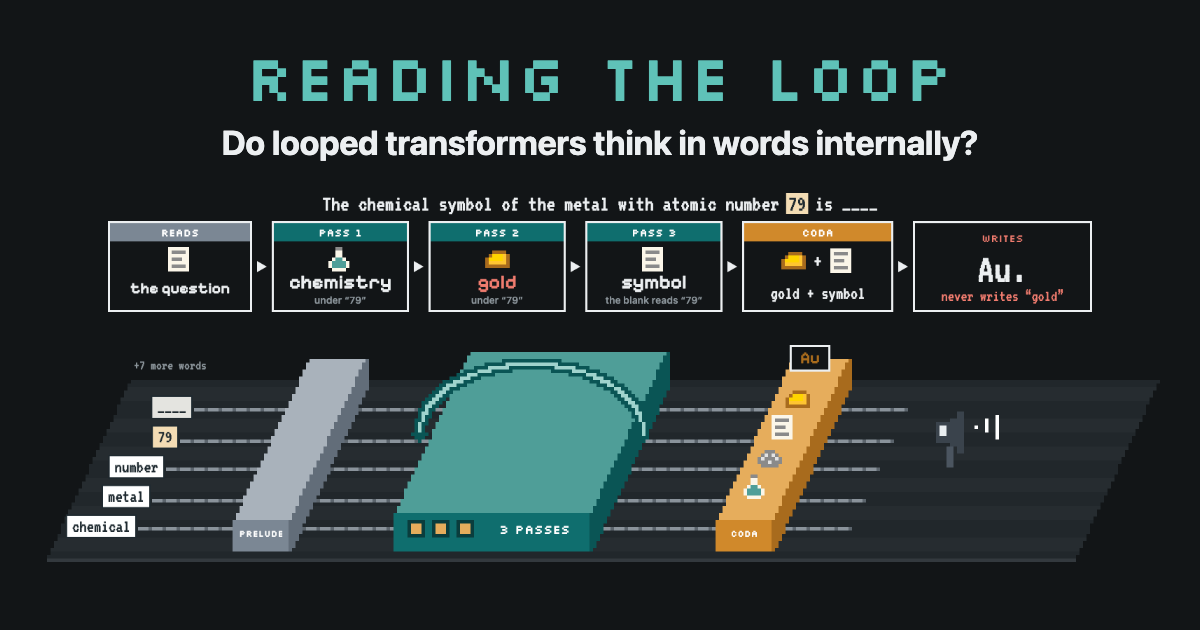 READING THE LOOP
Do looped transformers think in words internally?
The chemical symbol of the metal with atomic number 79 is ____
READS
the question
PASS 1
chemistry
under “79”
PASS 2
gold
under “79”
PASS 3
symbol
the blank reads “79”
CODA
+
gold + symbol
WRITES
Au.
never writes “gold”
+7 more words
____
79
number
metal
chemical
PRELUDE
3 PASSES
Au
CODA